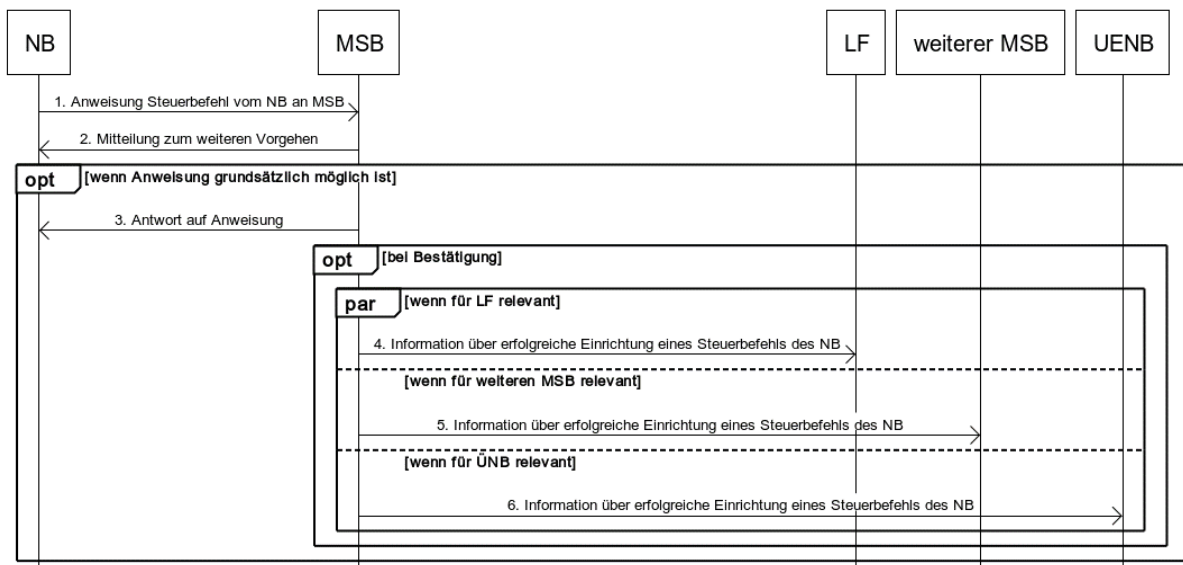 NB
MSB
LF
weiterer MSB
UENB
1. Anweisung Steuerbefehl vom NB an MSB
2. Mitteilung zum weiteren Vorgehen
opt
[wenn Anweisung grundsätzlich möglich ist]
3. Antwort auf Anweisung
opt
[bei Bestätigung]
par
[wenn für LF relevant]
4. Information über erfolgreiche Einrichtung eines Steuerbefehls des NB
[wenn für weiteren MSB relevant]
5. Information über erfolgreiche Einrichtung eines Steuerbefehls des NB
[wenn für ÜNB relevant]
6. Information über erfolgreiche Einrichtung eines Steuerbefehls des NB